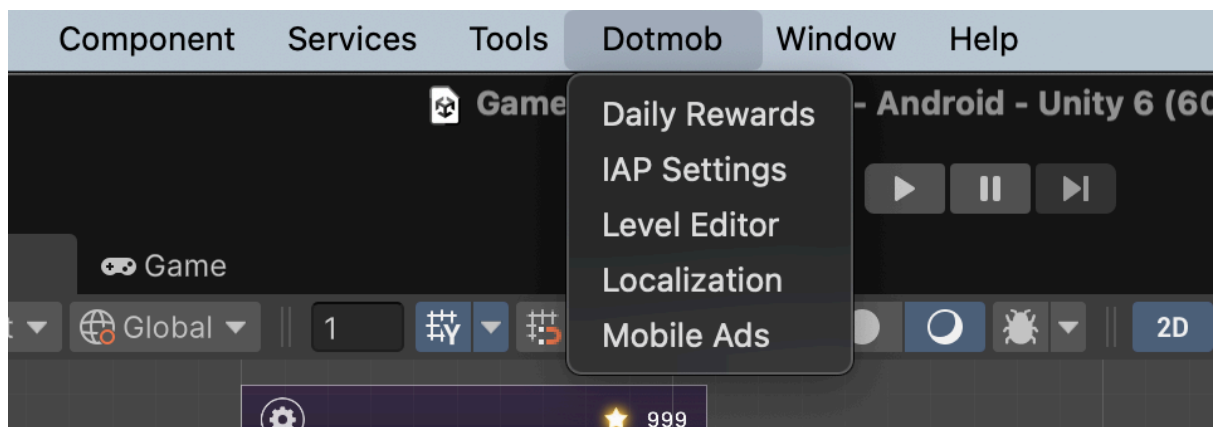 Component Services Tools Dotmob Window Help
Game - Android - Unity 6 (60
Daily Rewards
IAP Settings
Level Editor
Localization
Mobile Ads
Game
Global 1 2D
999